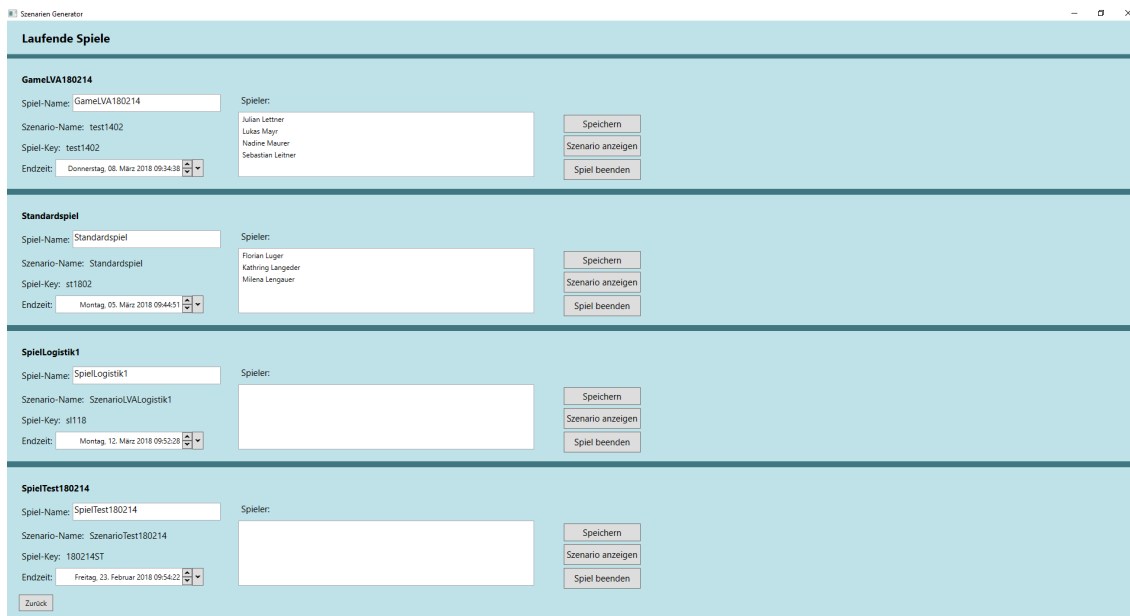 Szenarien Generator
Laufende Spiele
GameLVA180214
Spiel-Name: GameLVA180214
Szenario-Name: test1402
Spiel-Key: test1402
Endzeit: Donnerstag, 08. März 2018 09:34:38
Spieler:
Julian Lettner
Lukas Mayr
Nadine Maurer
Sebastian Leitner
Speichern
Szenario anzeigen
Spiel beenden
Standardspiel
Spiel-Name: Standardspiel
Szenario-Name: Standardspiel
Spiel-Key: st1802
Endzeit: Montag, 05. März 2018 09:44:51
Spieler:
Florian Luger
Kathring Langeder
Milena Lengauer
Speichern
Szenario anzeigen
Spiel beenden
SpielLogistik1
Spiel-Name: SpielLogistik1
Szenario-Name: SzenarioLVALogistik1
Spiel-Key: sl118
Endzeit: Montag, 12. März 2018 09:52:28
Spieler:
Speichern
Szenario anzeigen
Spiel beenden
SpielTest180214
Spiel-Name: SpielTest180214
Szenario-Name: SzenarioTest180214
Spiel-Key: 180214ST
Endzeit: Freitag, 23. Februar 2018 09:54:22
Spieler:
Speichern
Szenario anzeigen
Spiel beenden
Zurück